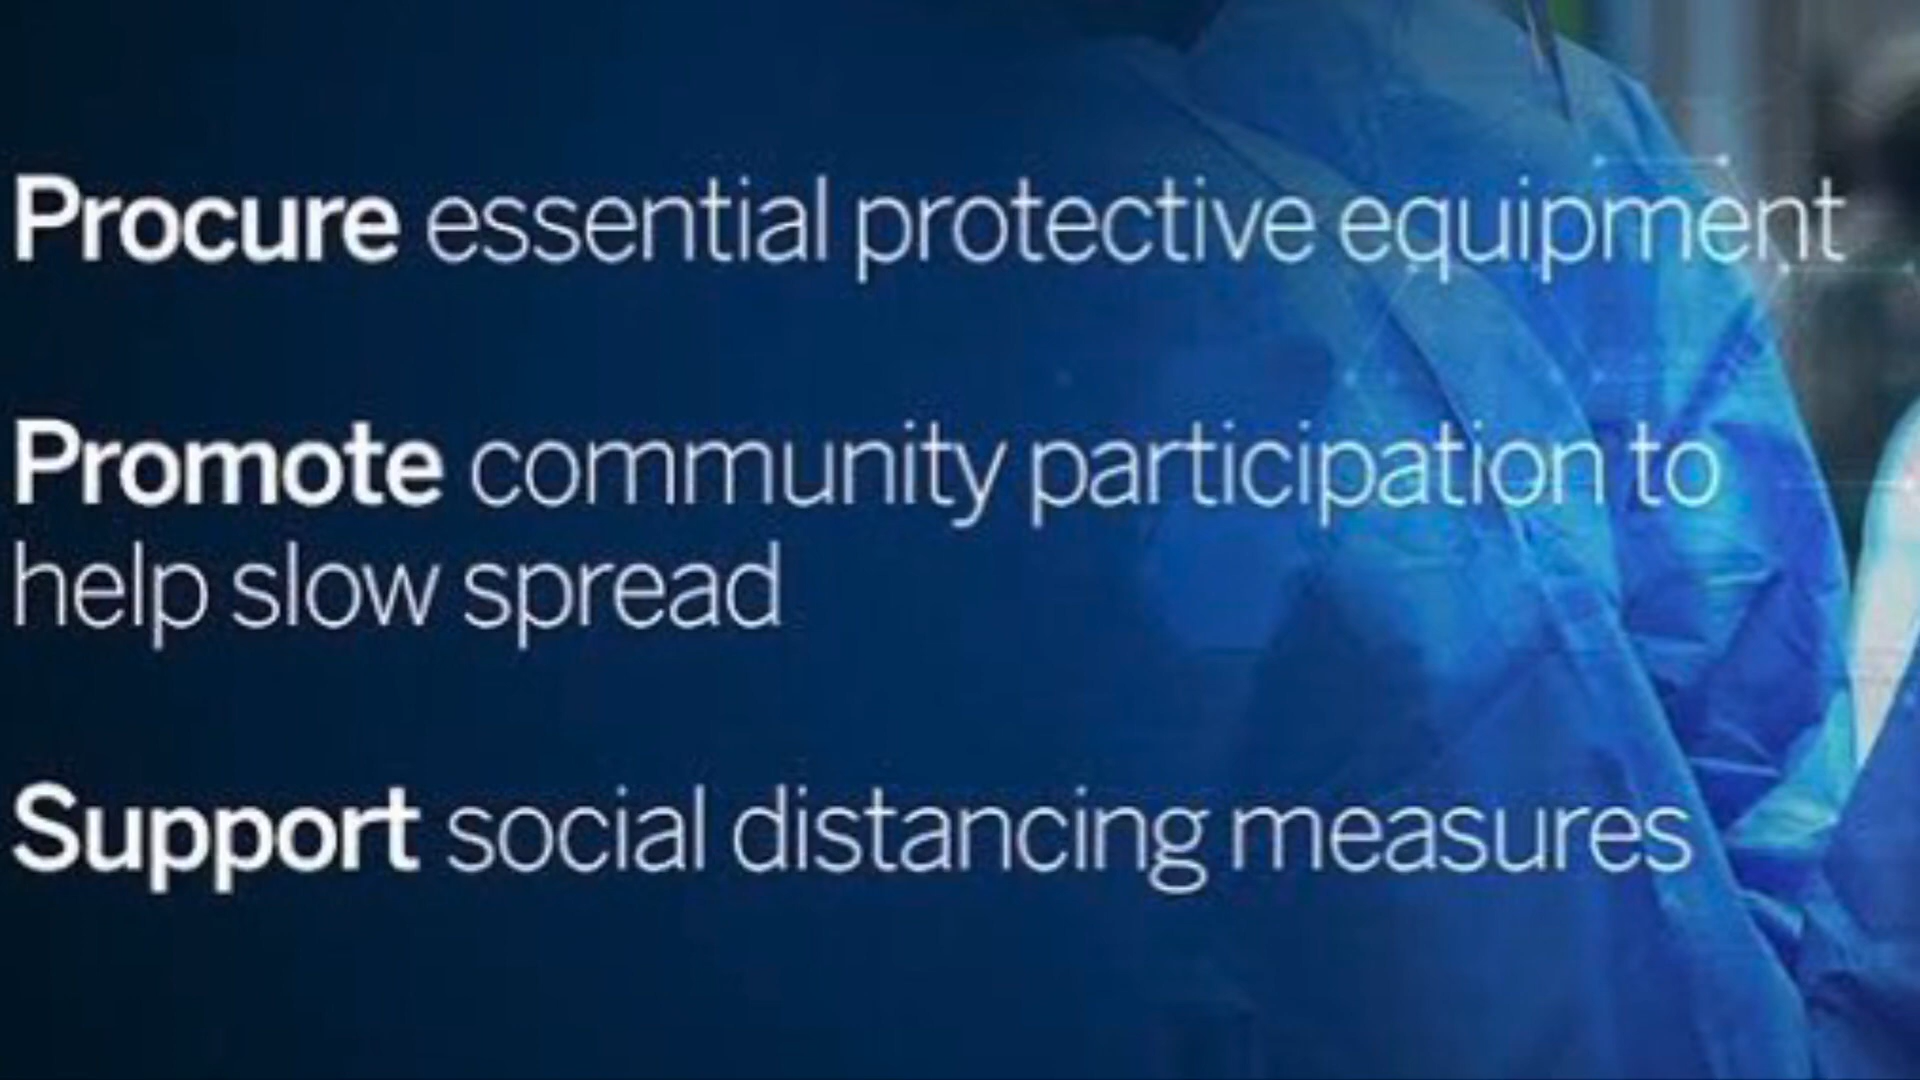 Procure essential protective equipment
Promote community participation to
help slow spread
Support social distancing measures